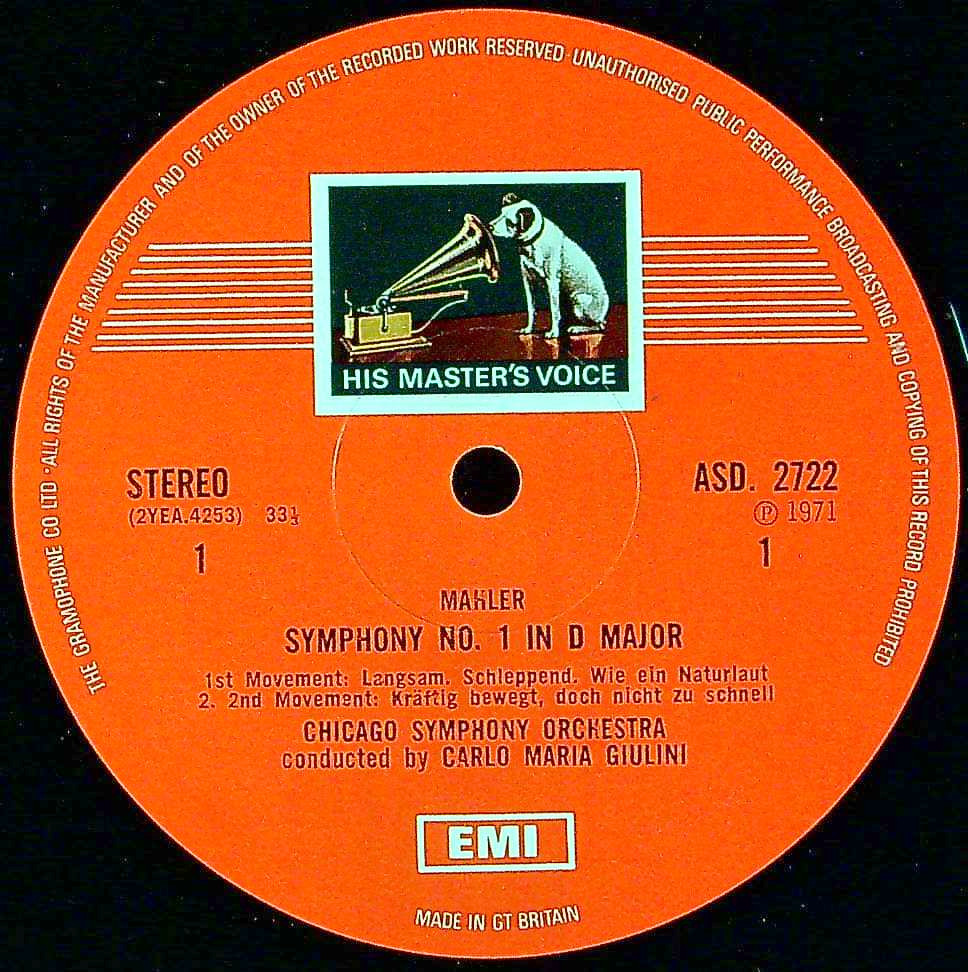 THE GRAMOPHONE CO LTD · ALL RIGHTS OF THE MANUFACTURER AND OF THE OWNER OF THE RECORDED WORK RESERVED · UNAUTHORISED PUBLIC PERFORMANCE BROADCASTING AND COPYING OF THIS RECORD PROHIBITED
HIS MASTER'S VOICE
STEREO ASD. 2722
(2YEA.4253) 33⅓ ℗ 1971
1 1
MAHLER
SYMPHONY NO. 1 IN D MAJOR
1st Movement: Langsam. Schleppend. Wie ein Naturlaut
2. 2nd Movement: Kräftig bewegt, doch nicht zu schnell
CHICAGO SYMPHONY ORCHESTRA
conducted by CARLO MARIA GIULINI
EMI
MADE IN GT BRITAIN